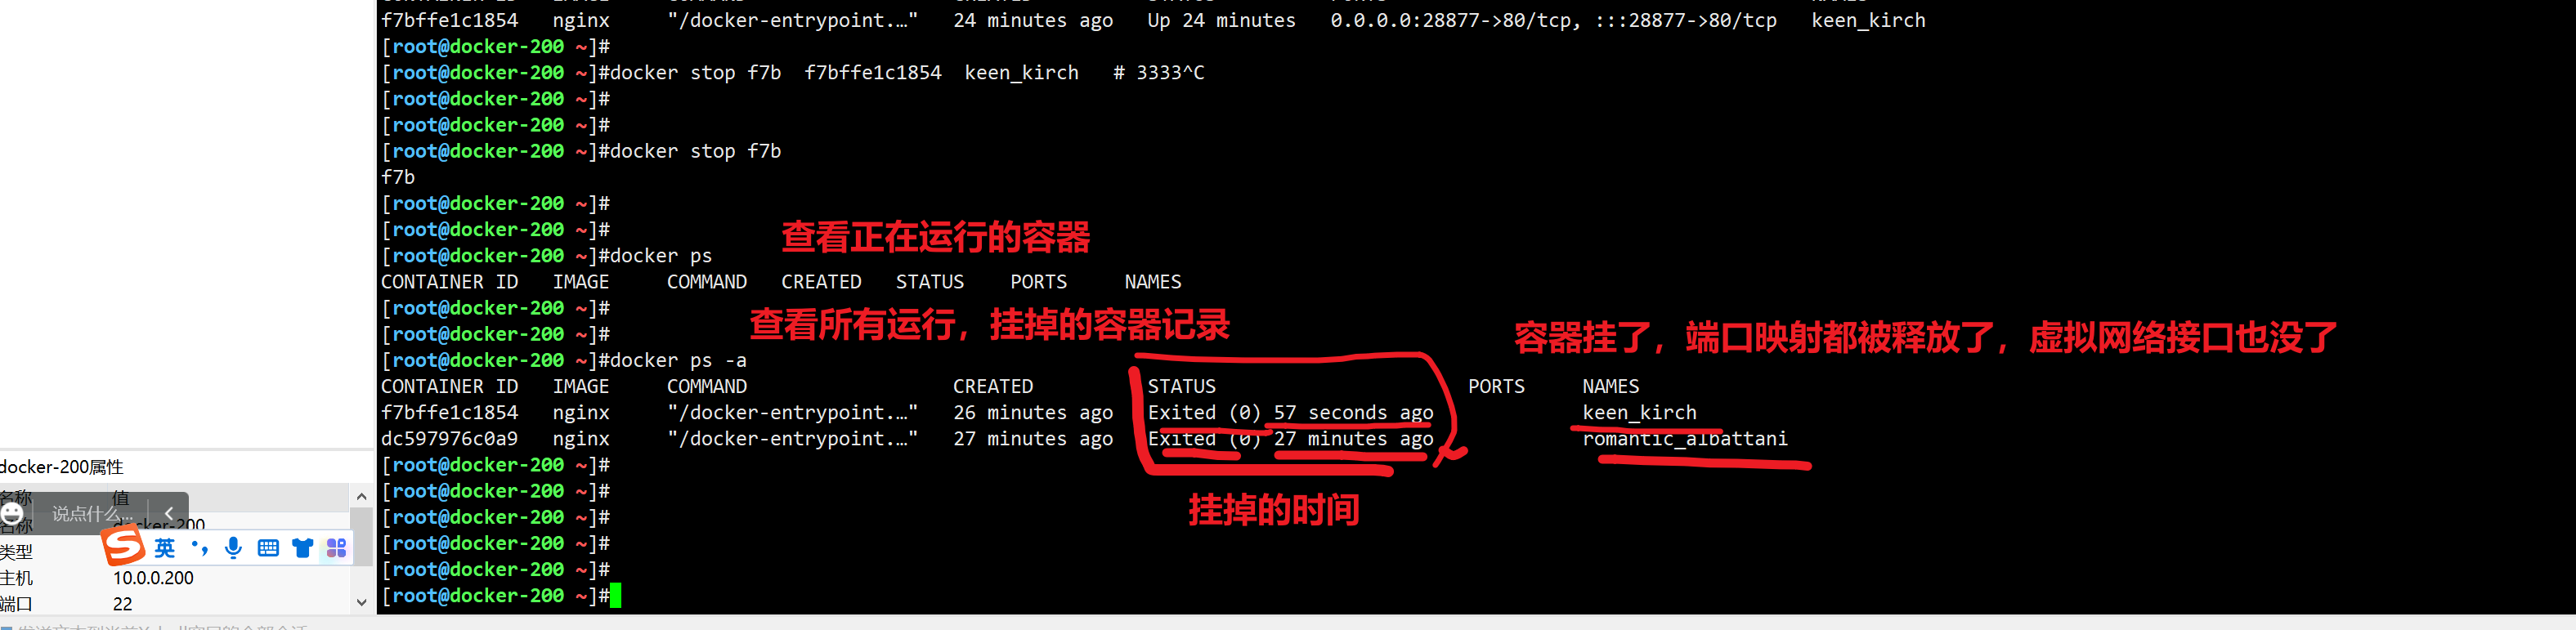 f7bffe1c1854 nginx "/docker-entrypoint.…" 24 minutes ago Up 24 minutes 0.0.0.0:28877->80/tcp, :::28877->80/tcp keen_kirch
[root@docker-200 ~]#
[root@docker-200 ~]#docker stop f7b f7bffe1c1854 keen_kirch # 3333^C
[root@docker-200 ~]#
[root@docker-200 ~]#
[root@docker-200 ~]#docker stop f7b
f7b
[root@docker-200 ~]#
[root@docker-200 ~]#
查看正在运行的容器
[root@docker-200 ~]#docker ps
CONTAINER ID IMAGE COMMAND CREATED STATUS PORTS NAMES
[root@docker-200 ~]#
查看所有运行，挂掉的容器记录
容器挂了，端口映射都被释放了，虚拟网络接口也没了
[root@docker-200 ~]#
[root@docker-200 ~]#docker ps -a
CONTAINER ID IMAGE COMMAND CREATED STATUS PORTS NAMES
f7bffe1c1854 nginx "/docker-entrypoint.…" 26 minutes ago Exited (0) 57 seconds ago keen_kirch
dc597976c0a9 nginx "/docker-entrypoint.…" 27 minutes ago Exited (0) 27 minutes ago romantic_albattani
[root@docker-200 ~]#
[root@docker-200 ~]#
挂掉的时间
[root@docker-200 ~]#
[root@docker-200 ~]#
[root@docker-200 ~]#
[root@docker-200 ~]#
docker-200属性
名称 值
说点什么...
名称 docker-200
英
类型
主机 10.0.0.200
端口 22